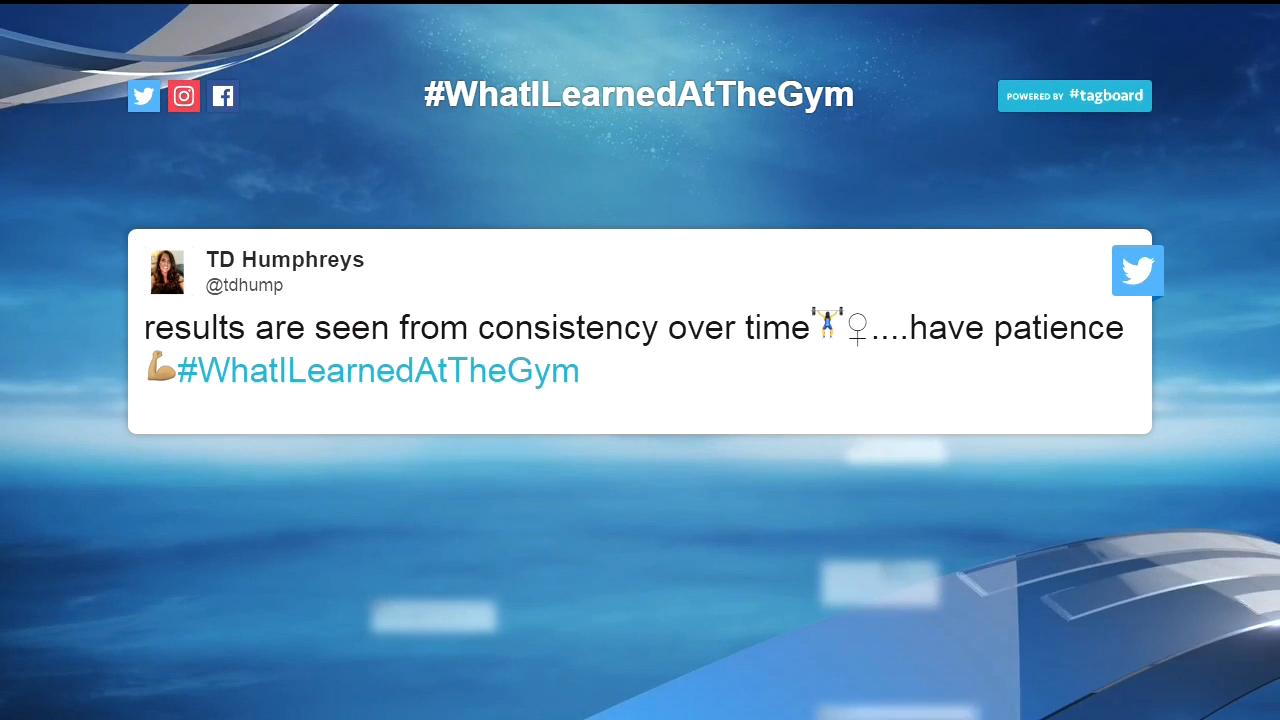 #WhatILearnedAtTheGym
POWERED BY #tagboard
TD Humphreys
@tdhump
results are seen from consistency over time🏋️♀....have patience
💪🏽#WhatILearnedAtTheGym